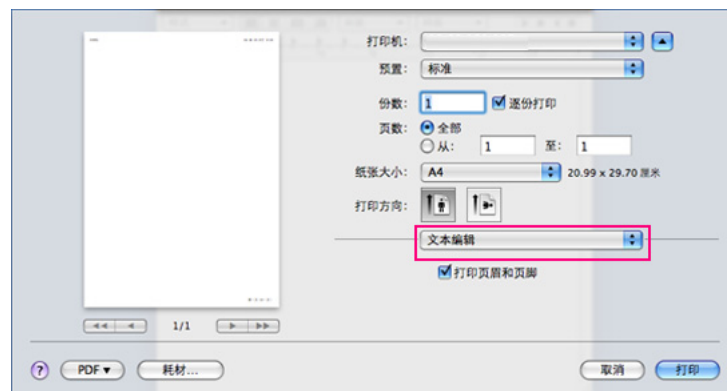 打印机:
预置: 标准
份数: 1 逐份打印
页数: 全部
从: 1 至: 1
纸张大小: A4 20.99 x 29.70 厘米
打印方向:
文本编辑
打印页眉和页脚
1/1
? PDF▼ 耗材... 取消 打印